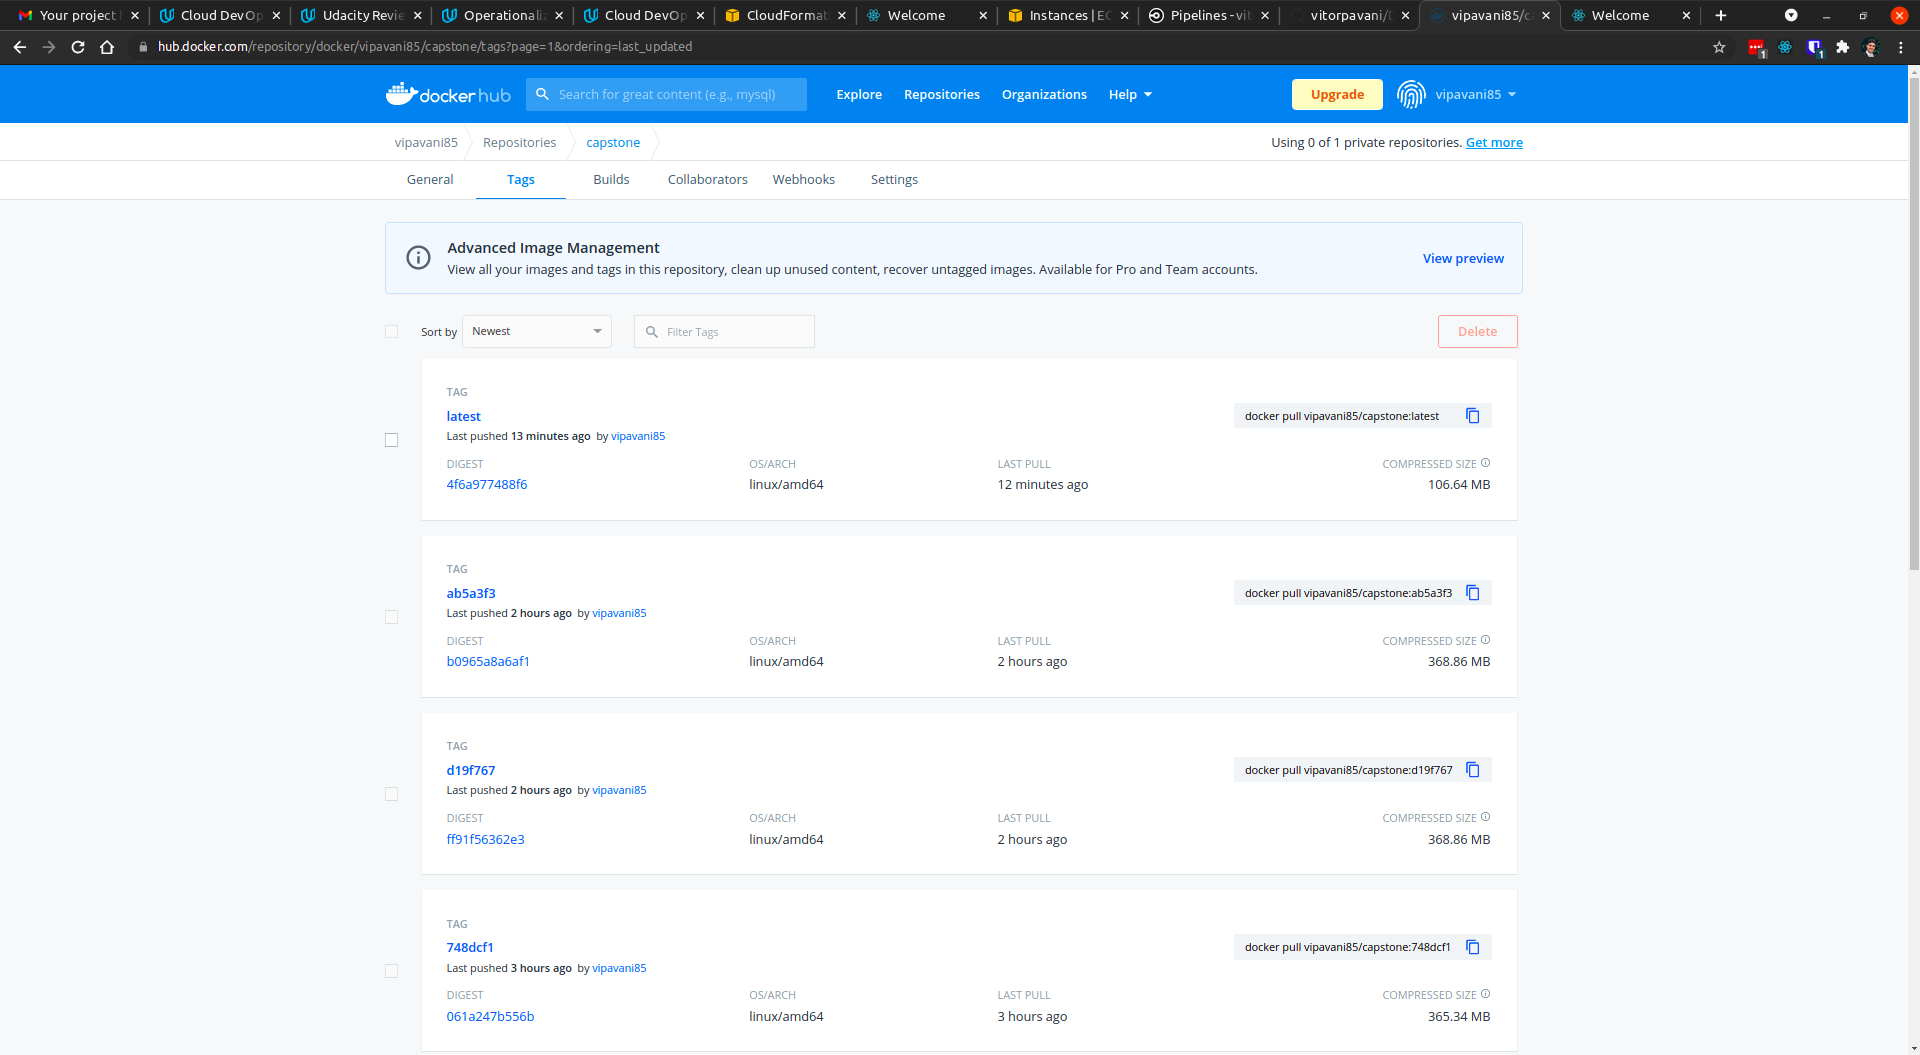 Your project
Cloud DevOp
Udacity Revie
Operationaliz
Cloud DevOp
CloudFormat
Welcome
Instances | EC
Pipelines - vit
vitorpavani/
vipavani85/c
Welcome
hub.docker.com/repository/docker/vipavani85/capstone/tags?page=1&ordering=last_updated
1
1
docker hub
Search for great content (e.g., mysql)
Explore
Repositories
Organizations
Help
Upgrade
vipavani85
vipavani85
Repositories
capstone
Using 0 of 1 private repositories. Get more
General
Tags
Builds
Collaborators
Webhooks
Settings
Advanced Image Management
View all your images and tags in this repository, clean up unused content, recover untagged images. Available for Pro and Team accounts.
View preview
Sort by
Newest
Filter Tags
Delete
TAG
latest
docker pull vipavani85/capstone:latest
Last pushed 13 minutes ago by vipavani85
DIGEST
OS/ARCH
LAST PULL
COMPRESSED SIZE
4f6a977488f6
linux/amd64
12 minutes ago
106.64 MB
TAG
ab5a3f3
docker pull vipavani85/capstone:ab5a3f3
Last pushed 2 hours ago by vipavani85
DIGEST
OS/ARCH
LAST PULL
COMPRESSED SIZE
b0965a8a6af1
linux/amd64
2 hours ago
368.86 MB
TAG
d19f767
docker pull vipavani85/capstone:d19f767
Last pushed 2 hours ago by vipavani85
DIGEST
OS/ARCH
LAST PULL
COMPRESSED SIZE
ff91f56362e3
linux/amd64
2 hours ago
368.86 MB
TAG
748dcf1
docker pull vipavani85/capstone:748dcf1
Last pushed 3 hours ago by vipavani85
DIGEST
OS/ARCH
LAST PULL
COMPRESSED SIZE
061a247b556b
linux/amd64
3 hours ago
365.34 MB